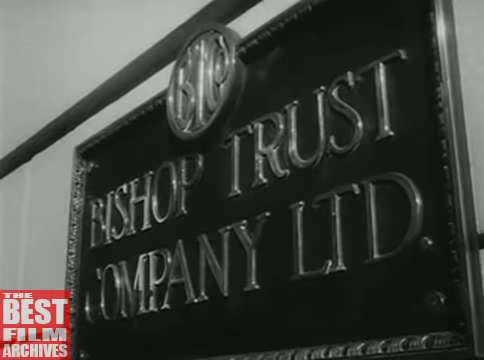 BTC
BISHOP TRUST
COMPANY LTD.
THE
BEST
FILM
ARCHIVES